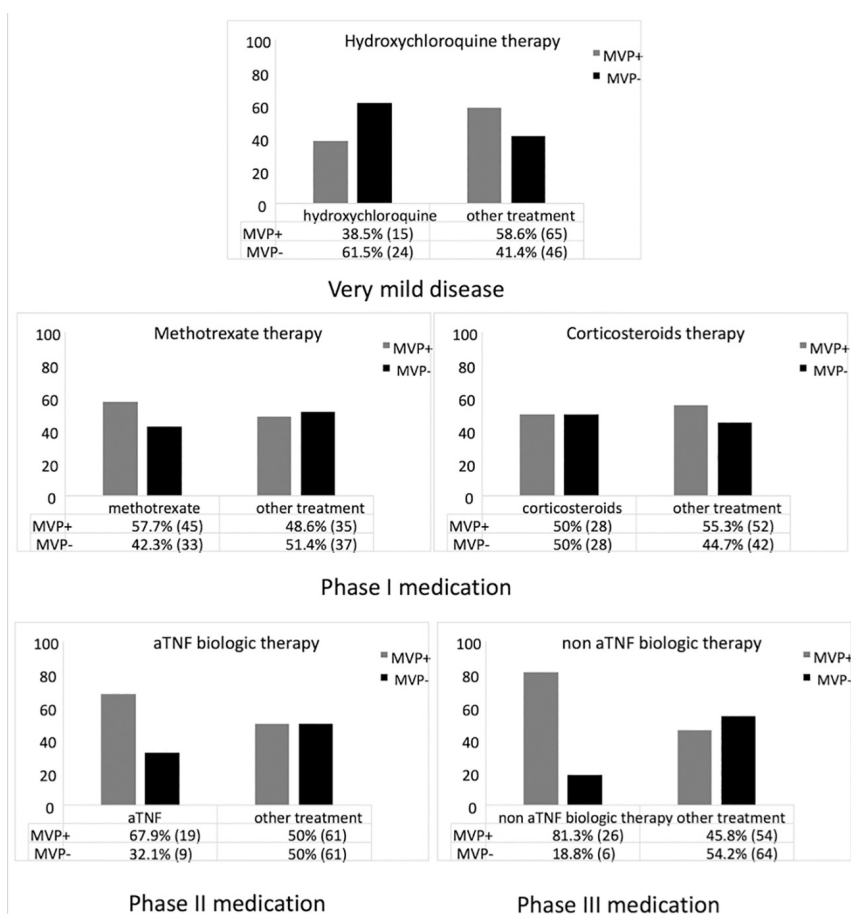 Hydroxychloroquine therapy
MVP+
MVP-
100
80
60
40
20
0
hydroxychloroquine other treatment
MVP+ 38.5% (15) 58.6% (65)
MVP- 61.5% (24) 41.4% (46)
Very mild disease
Methotrexate therapy
MVP+
MVP-
100
80
60
40
20
0
methotrexate other treatment
MVP+ 57.7% (45) 48.6% (35)
MVP- 42.3% (33) 51.4% (37)
Corticosteroids therapy
MVP+
MVP-
100
80
60
40
20
0
corticosteroids other treatment
MVP+ 50% (28) 55.3% (52)
MVP- 50% (28) 44.7% (42)
Phase I medication
aTNF biologic therapy
MVP+
MVP-
100
80
60
40
20
0
aTNF other treatment
MVP+ 67.9% (19) 50% (61)
MVP- 32.1% (9) 50% (61)
Phase II medication
non aTNF biologic therapy
MVP+
MVP-
100
80
60
40
20
0
non aTNF biologic therapy other treatment
MVP+ 81.3% (26) 45.8% (54)
MVP- 18.8% (6) 54.2% (64)
Phase III medication